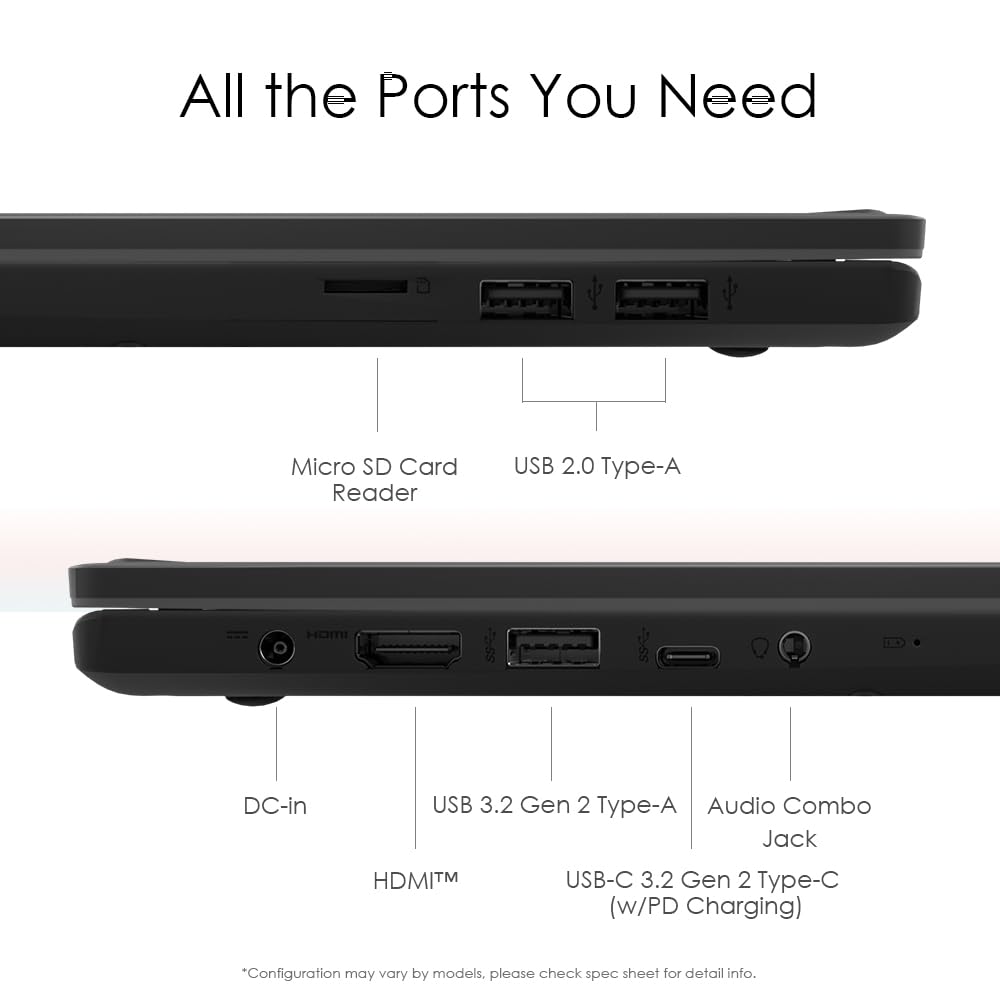 All the Ports You Need
Micro SD Card
Reader
USB 2.0 Type-A
HDMI
SS
SS
DC-in
USB 3.2 Gen 2 Type-A
Audio Combo
Jack
HDMI™
USB-C 3.2 Gen 2 Type-C
(w/PD Charging)
*Configuration may vary by models, please check spec sheet for detail info.